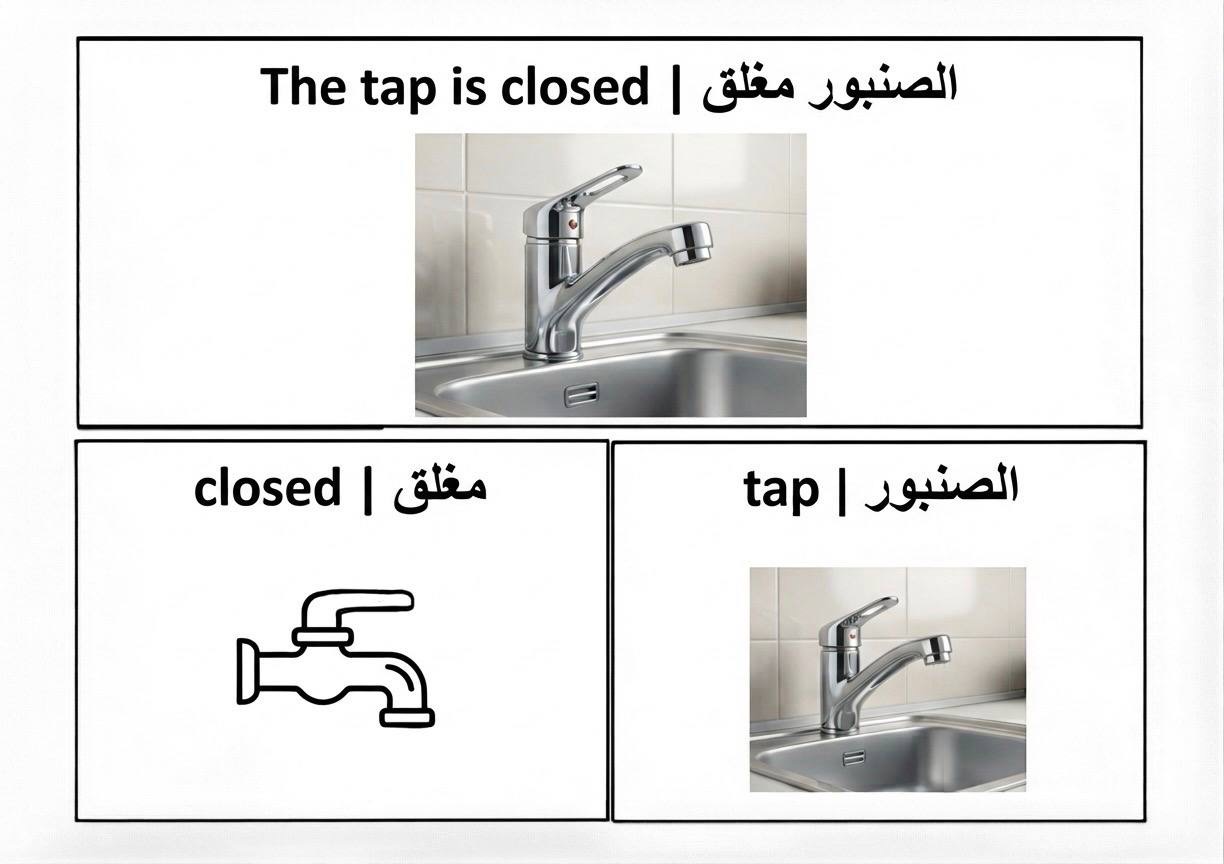 The tap is closed | الصنبور مغلق
closed | مغلق
tap | الصنبور